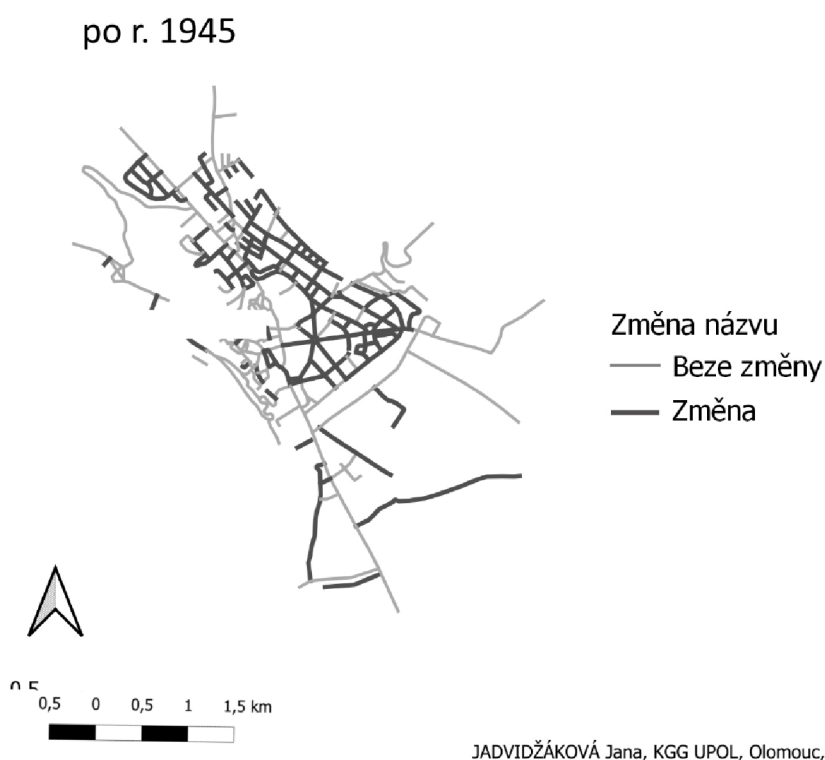 po r. 1945
Změna názvu
Beze změny
Změna
0,5 0 0,5 1 1,5 km
JADVIDŽÁKOVÁ Jana, KGG UPOL, Olomouc,